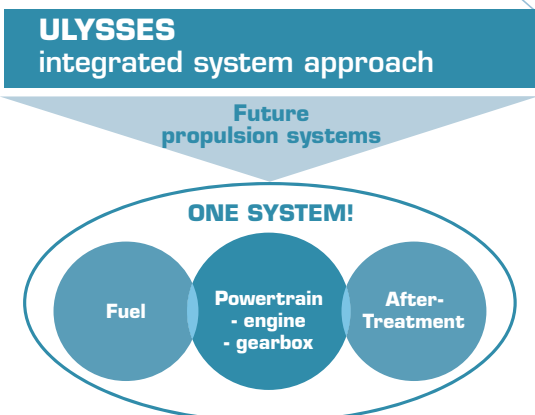 ULYSSES
integrated system approach
Future
propulsion systems
ONE SYSTEM!
Fuel
Powertrain
- engine
- gearbox
After-
Treatment